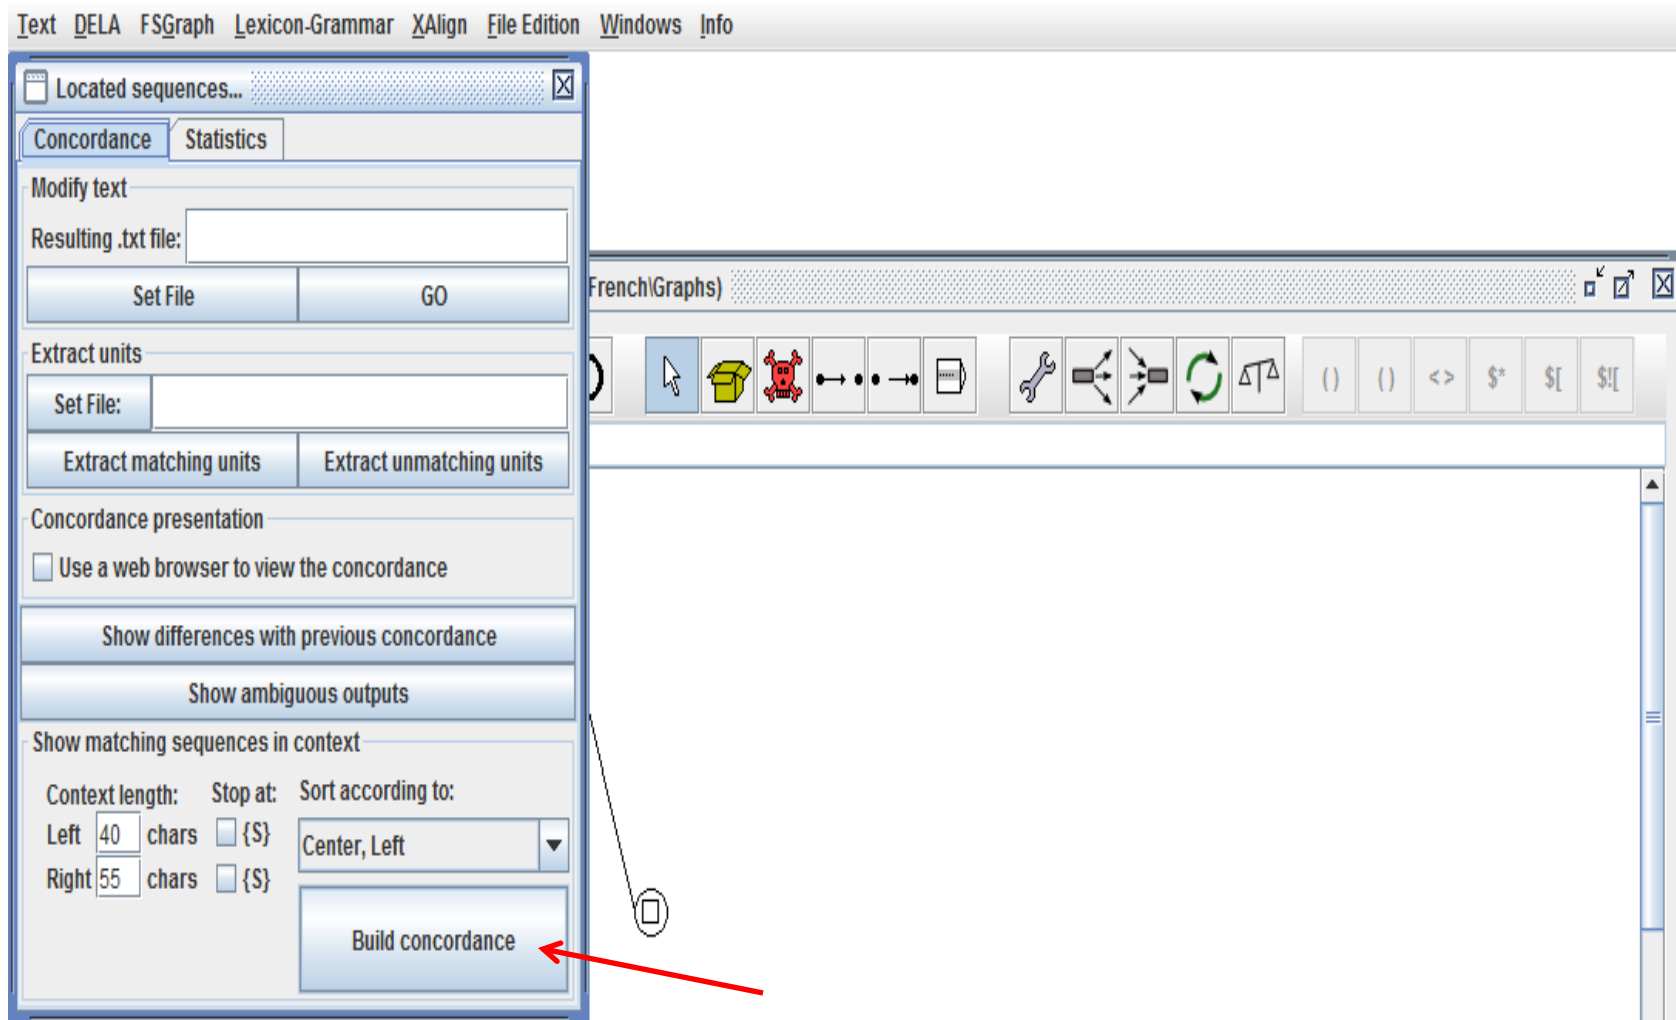 Text DELA FSGraph Lexicon-Grammar XAlign File Edition Windows Info
Located sequences...
Concordance Statistics
Modify text
Resulting .txt file:
Set File GO
Extract units
Set File:
Extract matching units Extract unmatching units
Concordance presentation
Use a web browser to view the concordance
Show differences with previous concordance
Show ambiguous outputs
Show matching sequences in context
Context length: Stop at: Sort according to:
Left 40 chars {S} Center, Left
Right 55 chars {S}
Build concordance
French\Graphs)
() () <> $* $[ $![